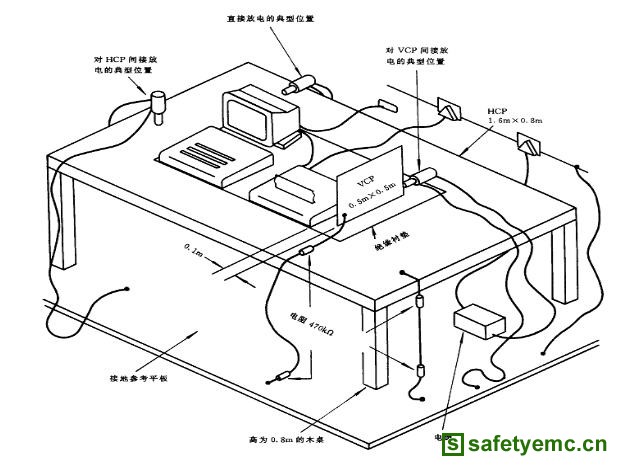 直接放电的典型位置
对 HCP 间接放
电的典型位置
对 VCP 间接放
电的典型位置
HCP
1.6m×0.8m
VCP
0.5m×0.5m
绝缘衬垫
0.1m
电阻 470kΩ
接地参考平板
高为 0.8m 的木桌
S safetyemc.cn